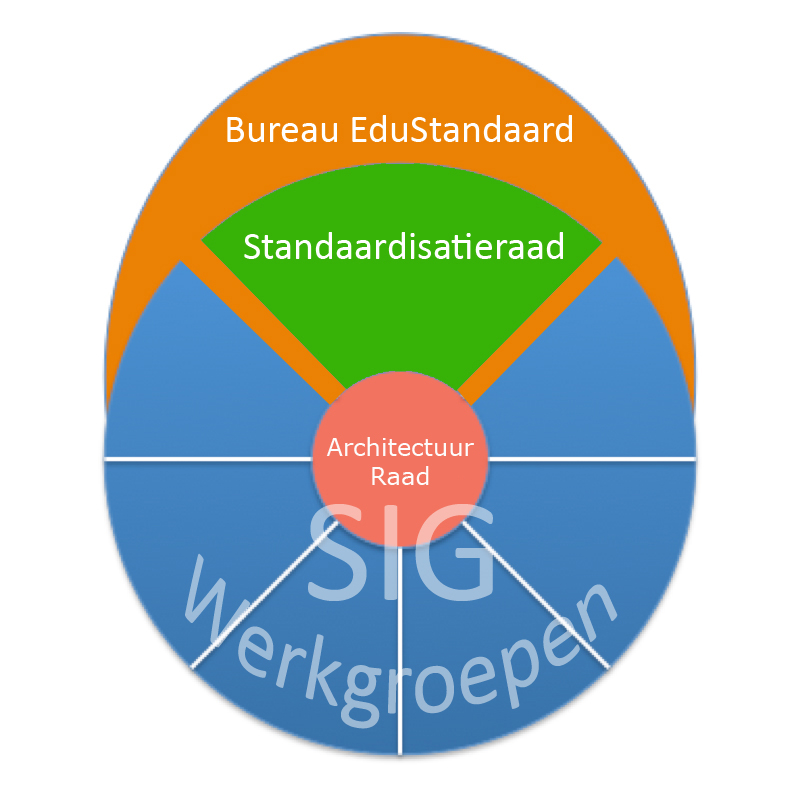 Bureau EduStandaard
Standaardisatieraad
Architectuur
Raad
SIG
Werkgroepen